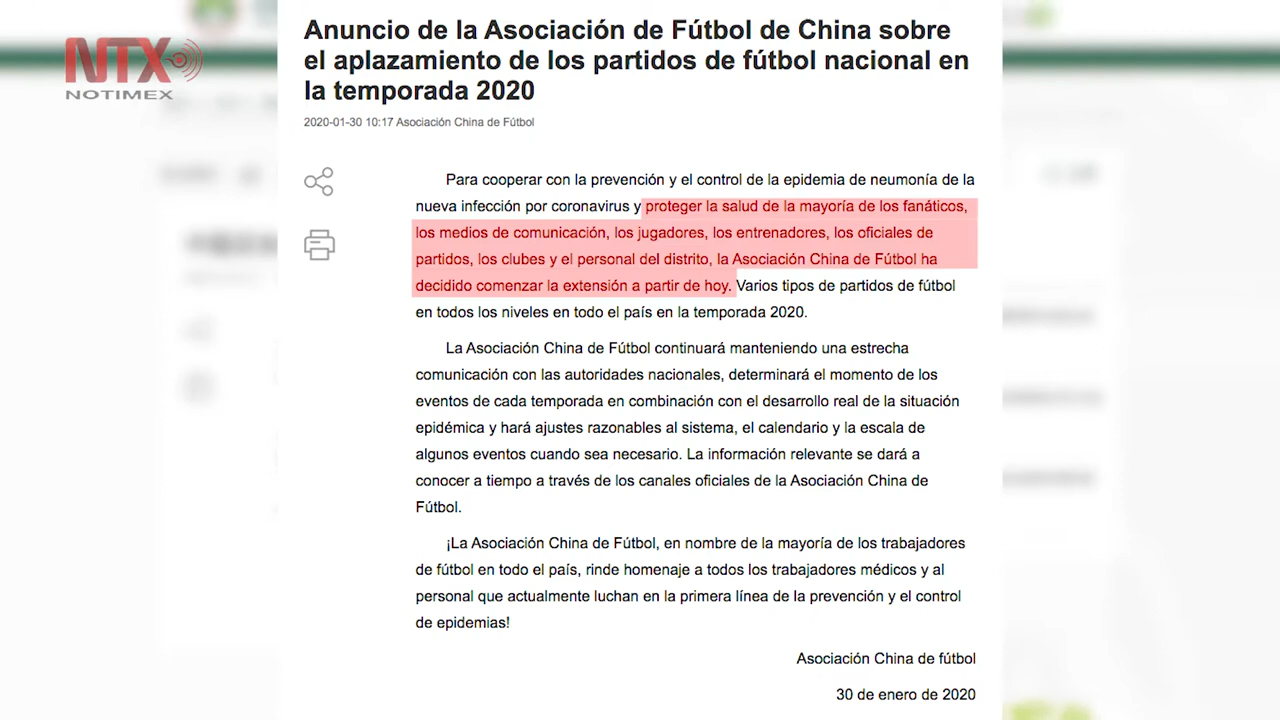 NTX
NOTIMEX
Anuncio de la Asociación de Fútbol de China sobre
el aplazamiento de los partidos de fútbol nacional en
la temporada 2020
2020-01-30 10:17 Asociación China de Fútbol
Para cooperar con la prevención y el control de la epidemia de neumonía de la
nueva infección por coronavirus y proteger la salud de la mayoría de los fanáticos,
los medios de comunicación, los jugadores, los entrenadores, los oficiales de
partidos, los clubes y el personal del distrito, la Asociación China de Fútbol ha
decidido comenzar la extensión a partir de hoy. Varios tipos de partidos de fútbol
en todos los niveles en todo el país en la temporada 2020.
La Asociación China de Fútbol continuará manteniendo una estrecha
comunicación con las autoridades nacionales, determinará el momento de los
eventos de cada temporada en combinación con el desarrollo real de la situación
epidémica y hará ajustes razonables al sistema, el calendario y la escala de
algunos eventos cuando sea necesario. La información relevante se dará a
conocer a tiempo a través de los canales oficiales de la Asociación China de
Fútbol.
¡La Asociación China de Fútbol, en nombre de la mayoría de los trabajadores
de fútbol en todo el país, rinde homenaje a todos los trabajadores médicos y al
personal que actualmente luchan en la primera línea de la prevención y el control
de epidemias!
Asociación China de fútbol
30 de enero de 2020